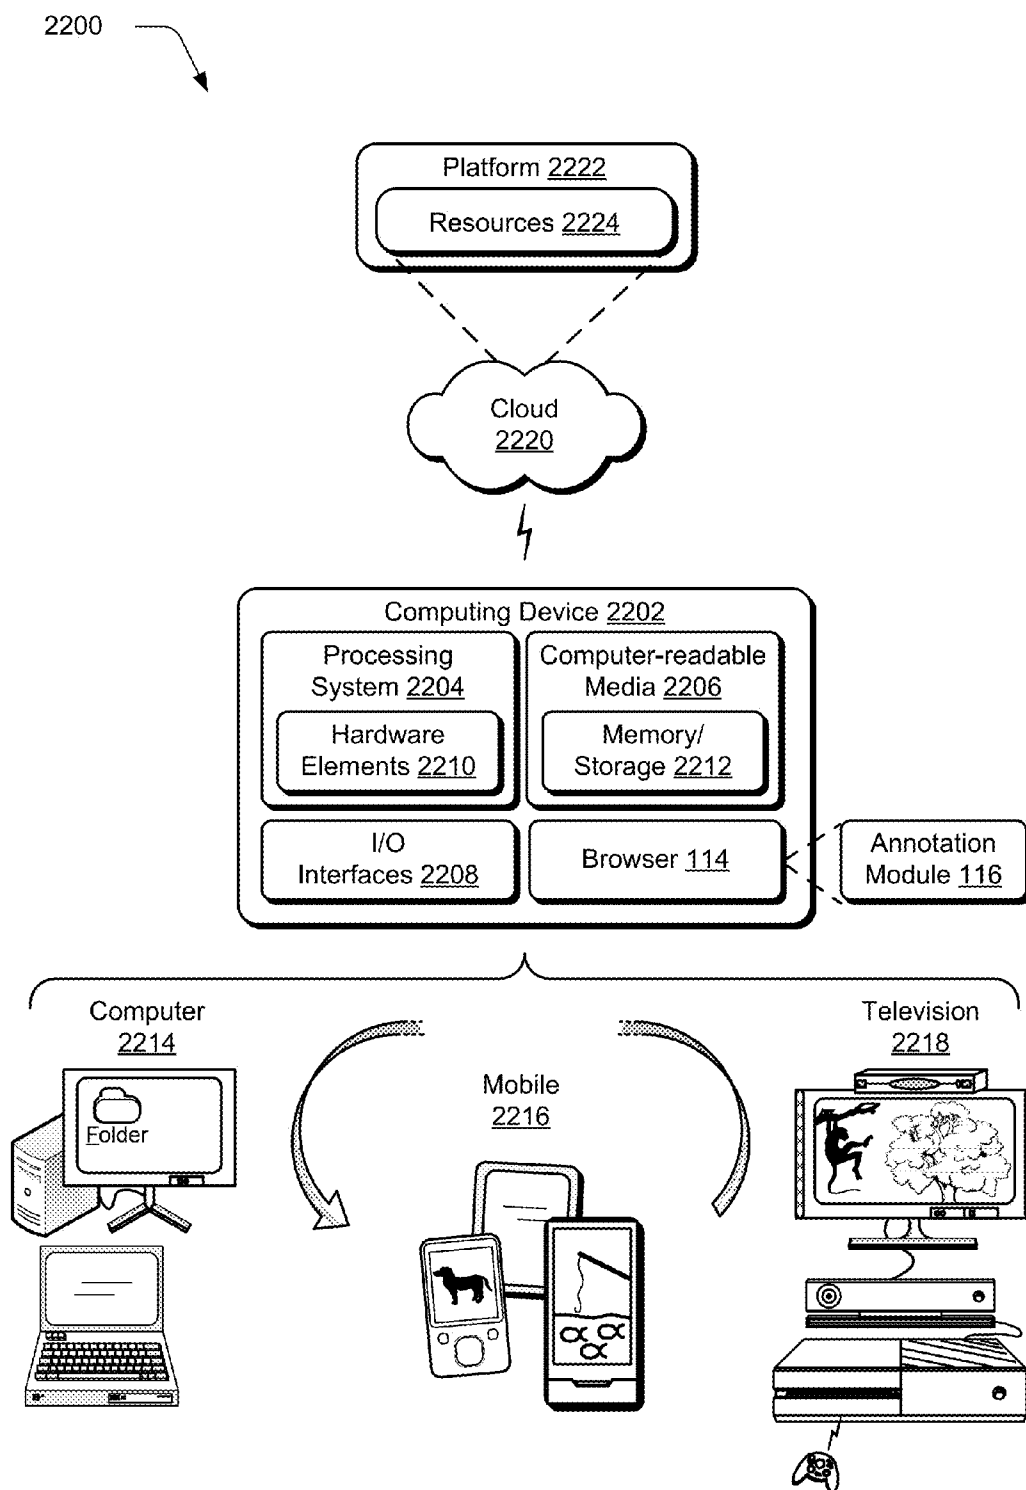 2200
Platform 2222
Resources 2224
Cloud
2220
Computing Device 2202
Processing
System 2204
Hardware
Elements 2210
Computer-readable
Media 2206
Memory/
Storage 2212
I/O
Interfaces 2208
Browser 114
Annotation
Module 116
Computer
2214
Folder
Mobile
2216
Television
2218